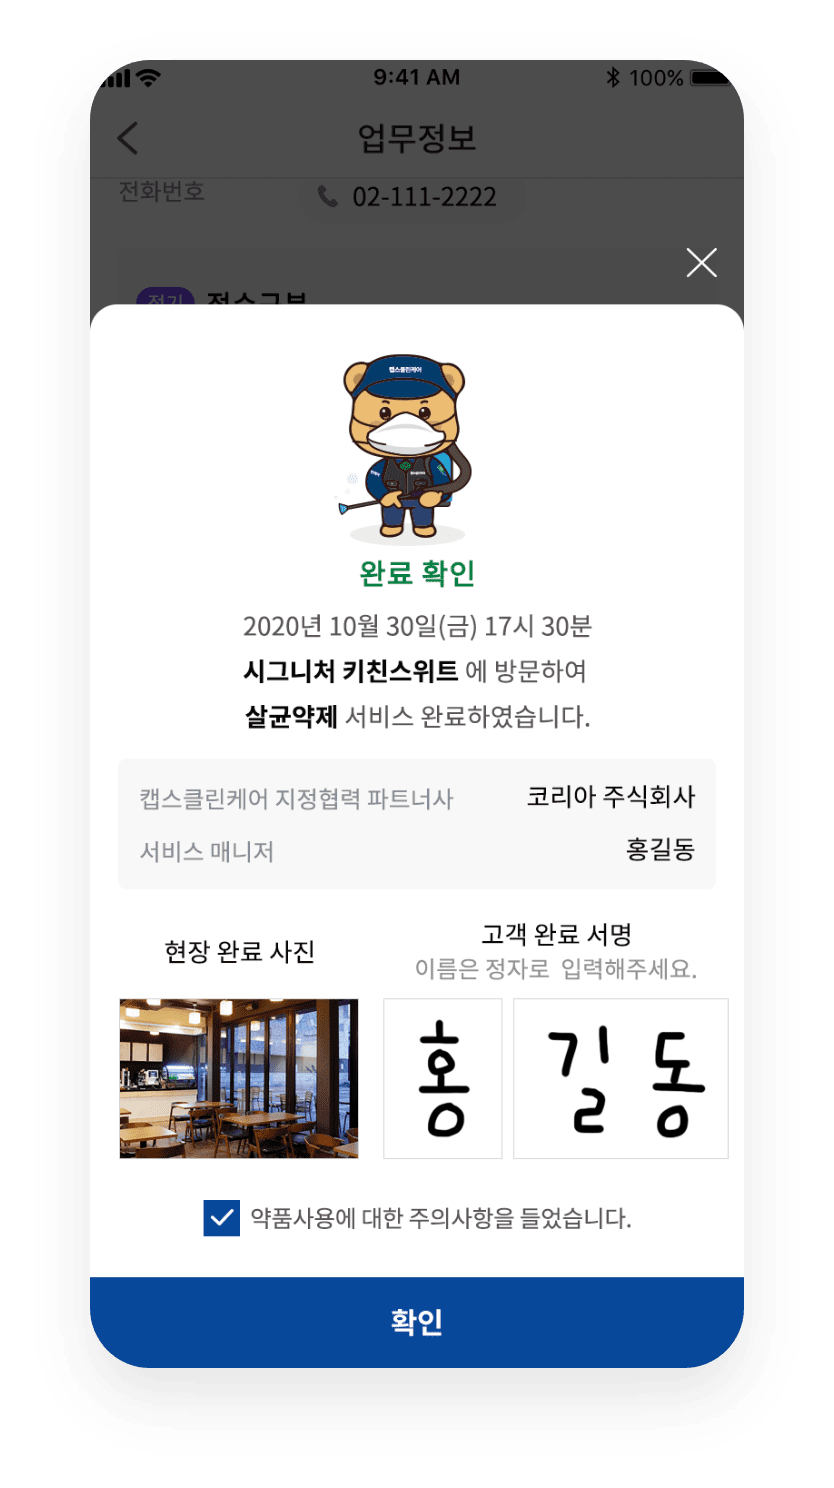 9:41 AM
100%
업무정보
전화번호
02-111-2222
정기 접수구분
캡스클린케어
완료 확인
2020년 10월 30일(금) 17시 30분
시그니처 키친스위트 에 방문하여
살균약제 서비스 완료하였습니다.
캡스클린케어 지정협력 파트너사
코리아 주식회사
서비스 매니저
홍길동
현장 완료 사진
고객 완료 서명
이름은 정자로 입력해주세요.
홍 길 동
약품사용에 대한 주의사항을 들었습니다.
확인